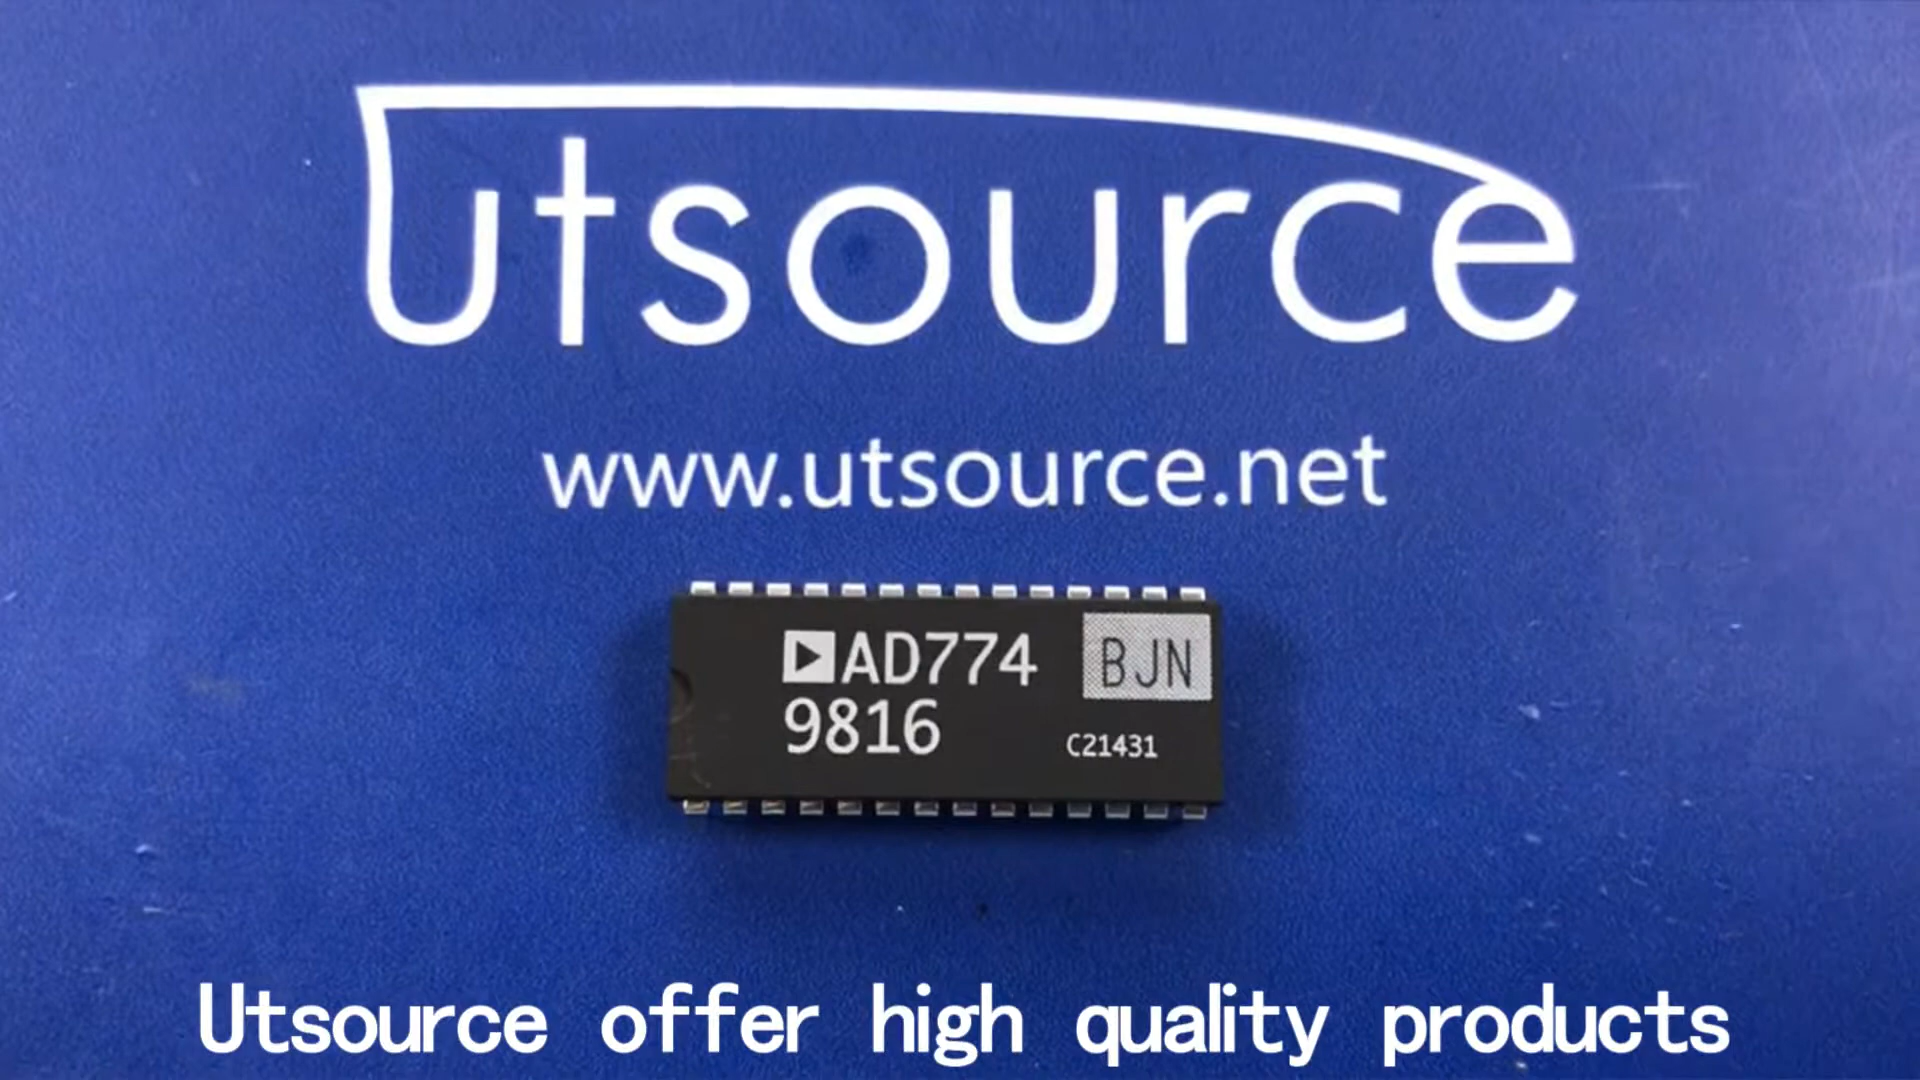 utsource
www.utsource.net
AD774 BJN
9816 C21431
Utsource offer high quality products